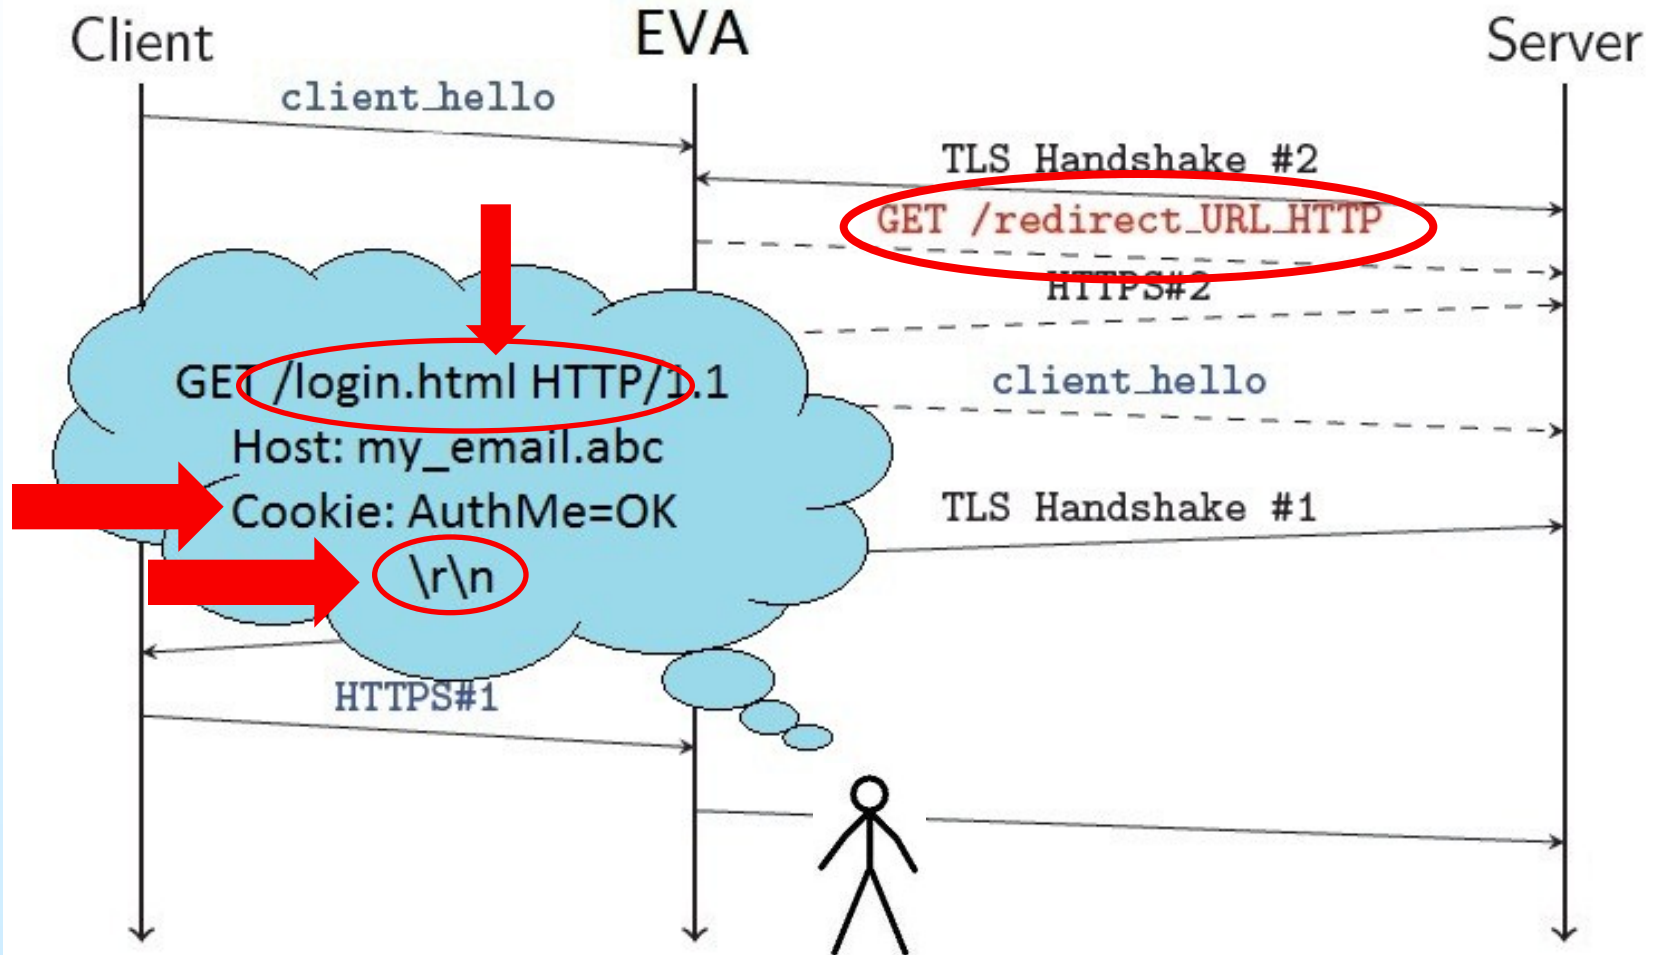 Client
EVA
Server
client_hello
TLS Handshake #2
GET /redirect_URL_HTTP
HTTPS#2
GET /login.html HTTP/1.1
client_hello
Host: my_email.abc
Cookie: AuthMe=OK
TLS Handshake #1
\r\n
HTTPS#1